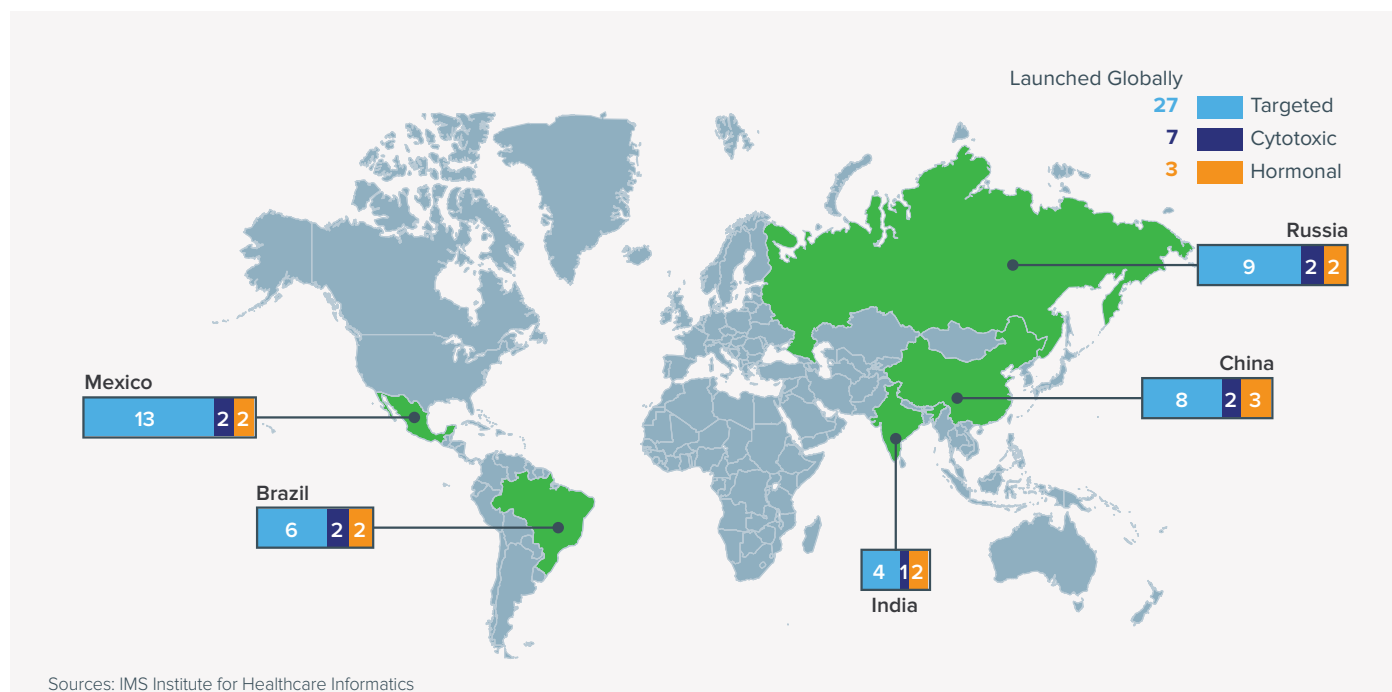 Launched Globally
27 Targeted
7 Cytotoxic
3 Hormonal
Russia
9 2 2
China
8 2 3
Mexico
13 2 2
Brazil
6 2 2
4 1 2
India
Sources: IMS Institute for Healthcare Informatics